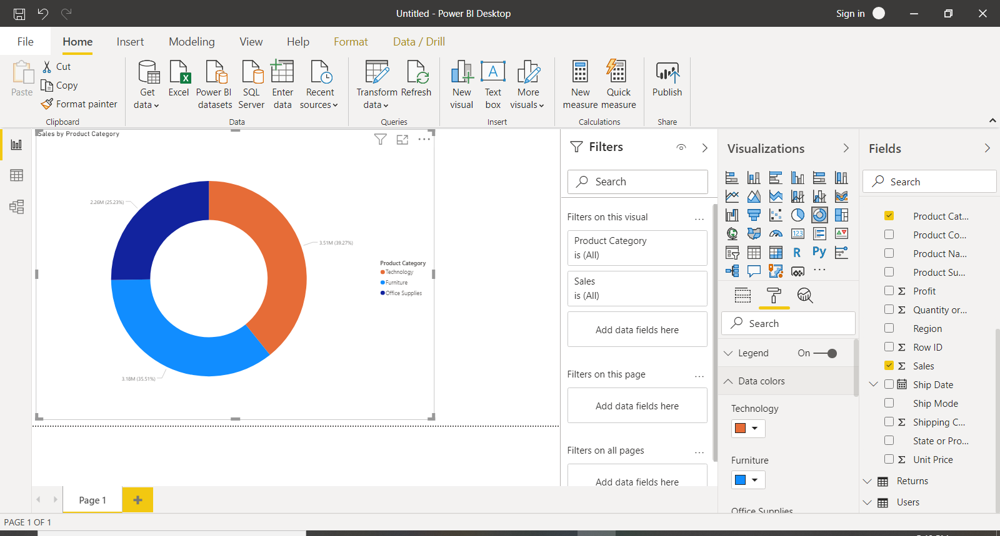 Untitled - Power BI Desktop
Sign in
File
Home
Insert
Modeling
View
Help
Format
Data / Drill
Paste
Cut
Copy
Format painter
Clipboard
Get data
Excel
Power BI datasets
SQL Server
Enter data
Recent sources
Data
Transform data
Refresh
Queries
New visual
Text box
More visuals
Insert
New measure
Quick measure
Calculations
Publish
Share
Sales by Product Category
2.26M (25.23%)
3.51M (39.27%)
3.18M (35.51%)
Product Category
Technology
Furniture
Office Supplies
Filters
Search
Filters on this visual
...
Product Category
is (All)
Sales
is (All)
Add data fields here
Filters on this page
...
Add data fields here
Filters on all pages
...
Add data fields here
Visualizations
123
R
Py
...
Search
Legend
On
Data colors
Technology
Furniture
Office Supplies
Fields
Search
Product Cat...
Product Co...
Product Na...
Product Su...
Σ Profit
Σ Quantity or...
Region
Σ Row ID
Σ Sales
Ship Date
Ship Mode
Σ Shipping C...
State or Pro...
Σ Unit Price
Returns
Users
Page 1
+
PAGE 1 OF 1